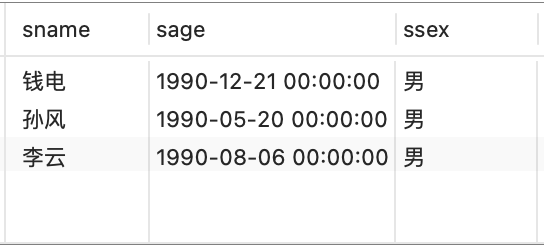 sname sage ssex
钱电 1990-12-21 00:00:00 男
孙风 1990-05-20 00:00:00 男
李云 1990-08-06 00:00:00 男